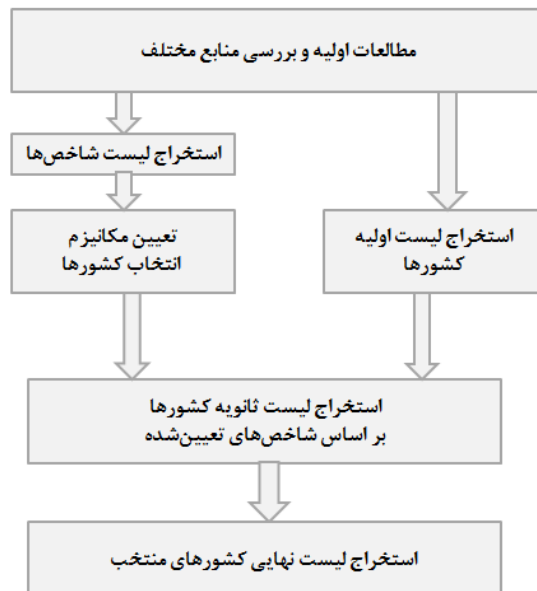 مطالعات اولیه و بررسی منابع مختلف
استخراج لیست شاخص‌ها
تعیین مکانیزم
انتخاب کشورها
استخراج لیست اولیه
کشورها
استخراج لیست ثانویه کشورها
بر اساس شاخص‌های تعیین‌شده
استخراج لیست نهایی کشورهای منتخب